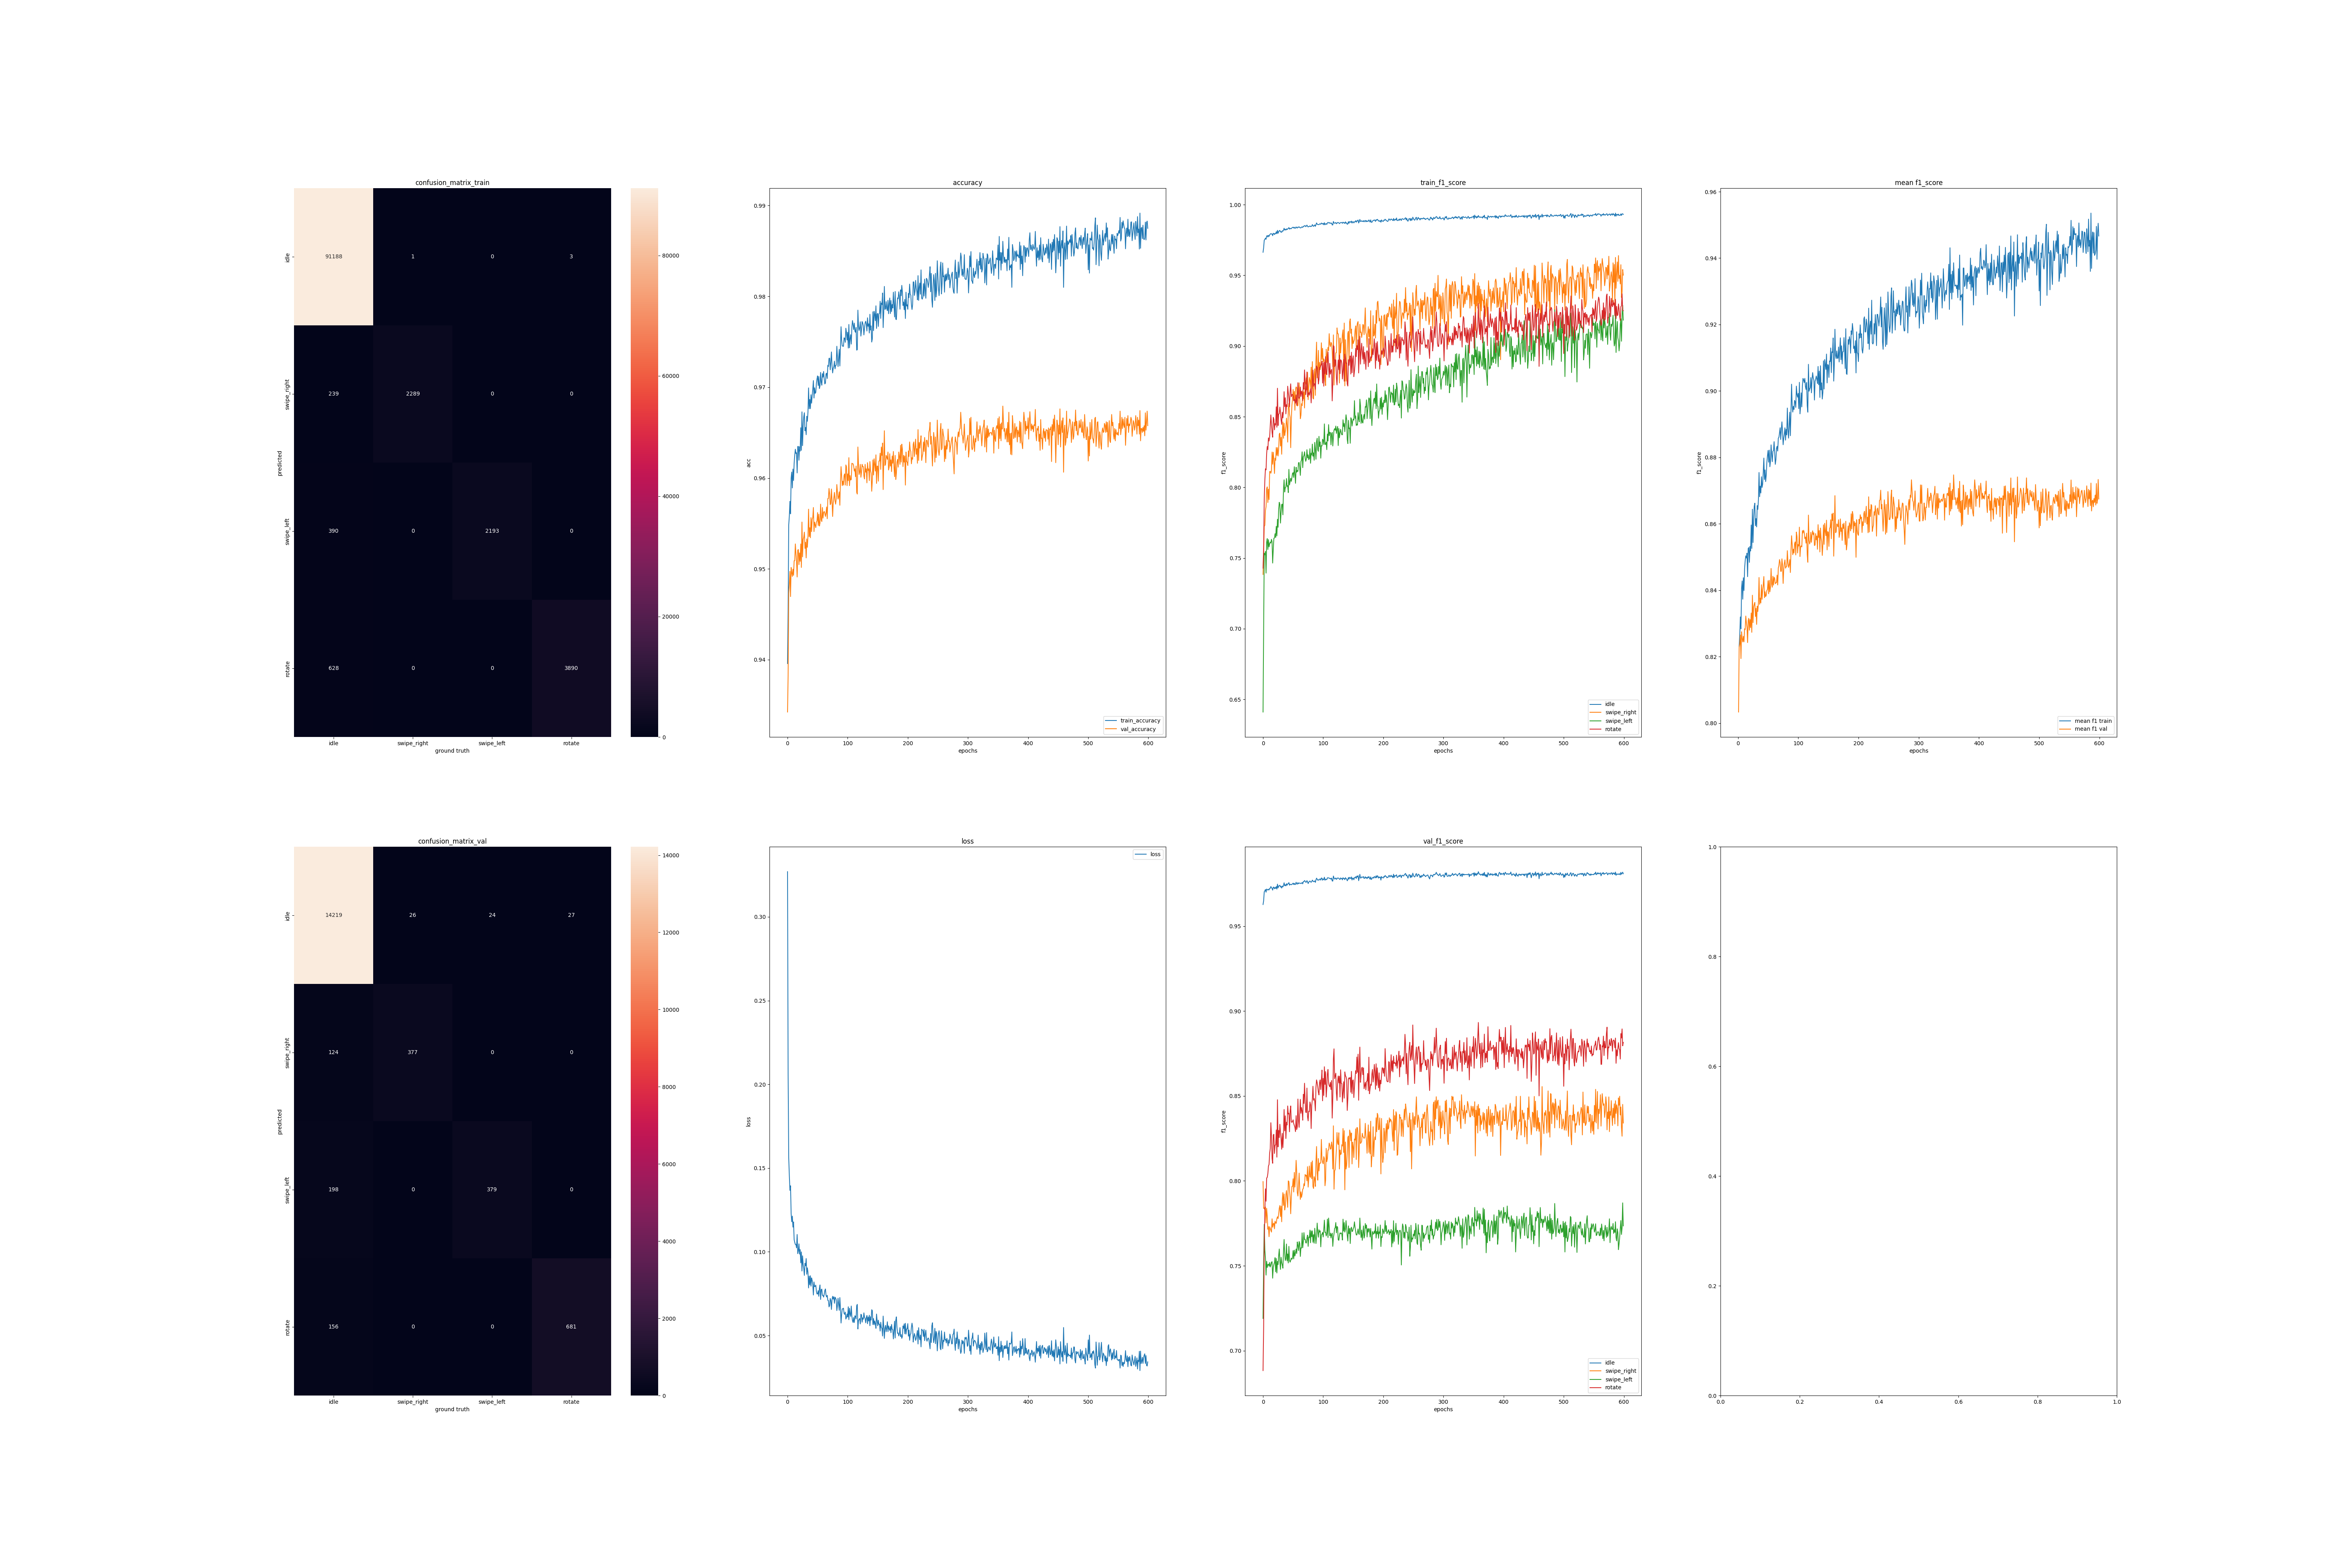 confusion_matrix_train
idle
swipe_right
swipe_left
rotate
predicted
91188 1 0 3
239 2289 0 0
390 0 2193 0
628 0 0 3890
idle swipe_right swipe_left rotate
ground truth
80000
60000
40000
20000
0
accuracy
0.99
0.98
0.97
0.96
0.95
0.94
acc
0 100 200 300 400 500 600
epochs
train_accuracy
val_accuracy
train_f1_score
1.00
0.95
0.90
0.85
0.80
0.75
0.70
0.65
f1_score
0 100 200 300 400 500 600
epochs
idle
swipe_right
swipe_left
rotate
mean f1_score
0.96
0.94
0.92
0.90
0.88
0.86
0.84
0.82
0.80
f1_score
0 100 200 300 400 500 600
epochs
mean f1 train
mean f1 val
confusion_matrix_val
idle
swipe_right
swipe_left
rotate
predicted
14219 26 24 27
124 377 0 0
198 0 379 0
156 0 0 681
idle swipe_right swipe_left rotate
ground truth
14000
12000
10000
8000
6000
4000
2000
0
loss
0.30
0.25
0.20
0.15
0.10
0.05
loss
0 100 200 300 400 500 600
epochs
loss
val_f1_score
0.95
0.90
0.85
0.80
0.75
0.70
f1_score
0 100 200 300 400 500 600
epochs
idle
swipe_right
swipe_left
rotate
1.0
0.8
0.6
0.4
0.2
0.0
0.0 0.2 0.4 0.6 0.8 1.0